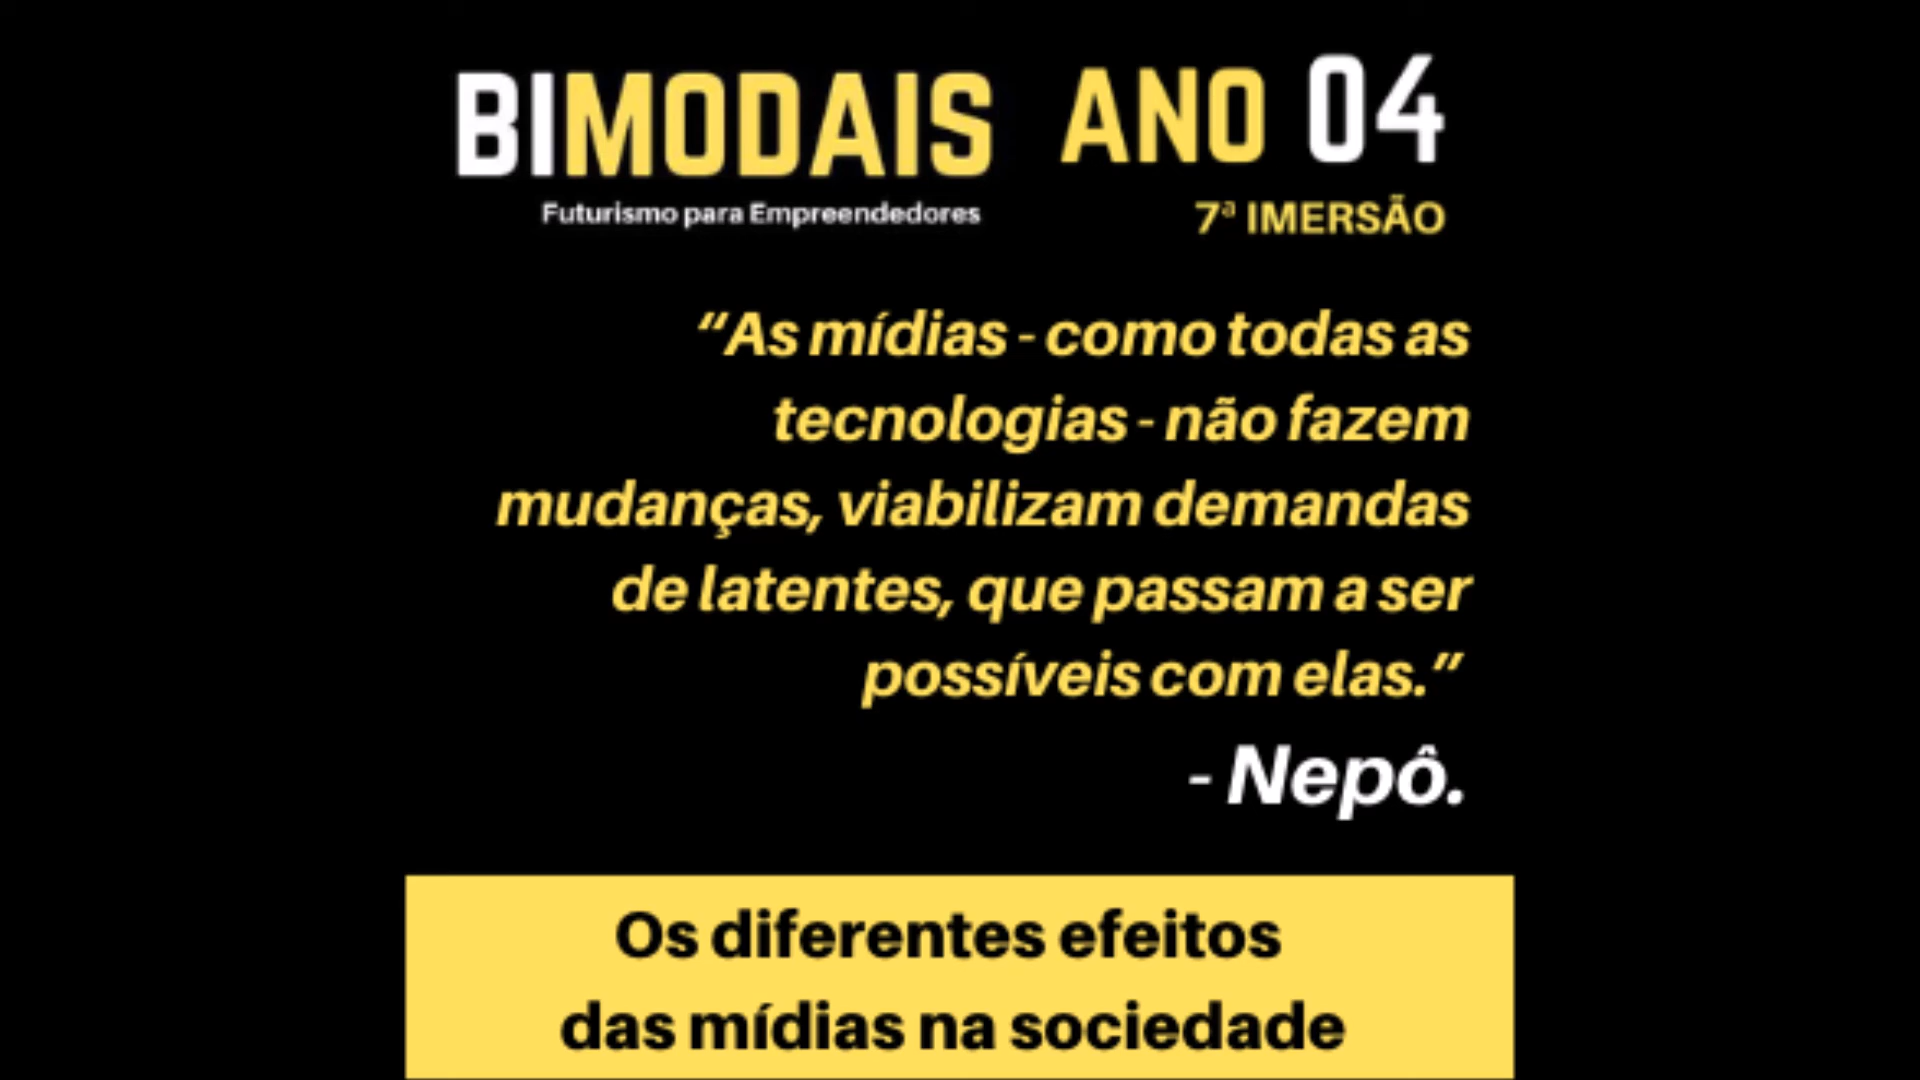 BIMODAIS ANO 04
Futurismo para Empreendedores
7ª IMERSÃO
“As mídias - como todas as
tecnologias - não fazem
mudanças, viabilizam demandas
de latentes, que passam a ser
possíveis com elas.”
- Nepô.
Os diferentes efeitos
das mídias na sociedade